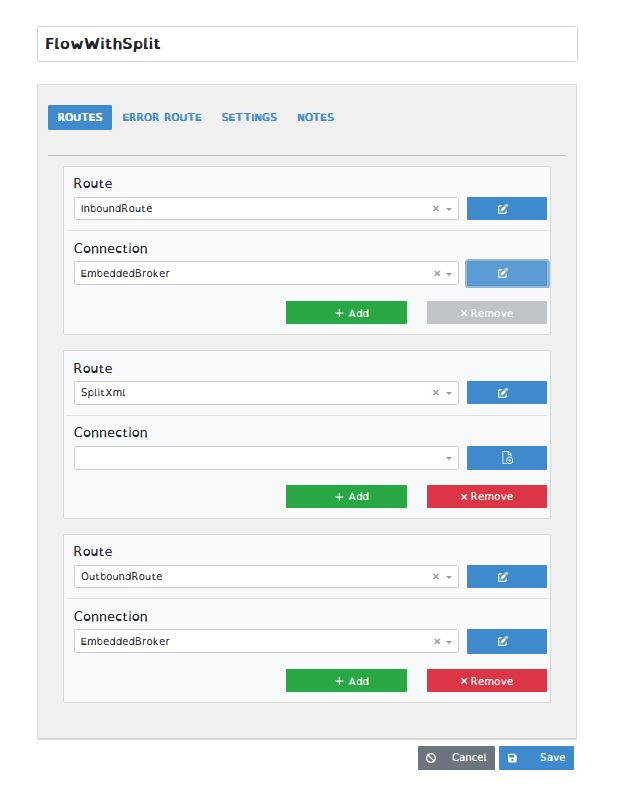 FlowWithSplit
ROUTES ERROR ROUTE SETTINGS NOTES
Route
InboundRoute × 
Connection
EmbeddedBroker ×
+ Add × Remove
Route
SplitXml ×
Connection
+ Add × Remove
Route
OutboundRoute ×
Connection
EmbeddedBroker ×
+ Add × Remove
Cancel Save